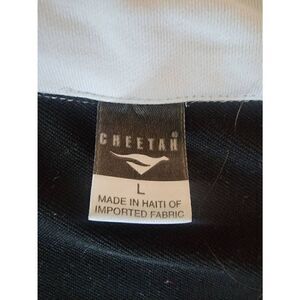 CHEETAH
L
MADE IN HAITI OF
IMPORTED FABRIC